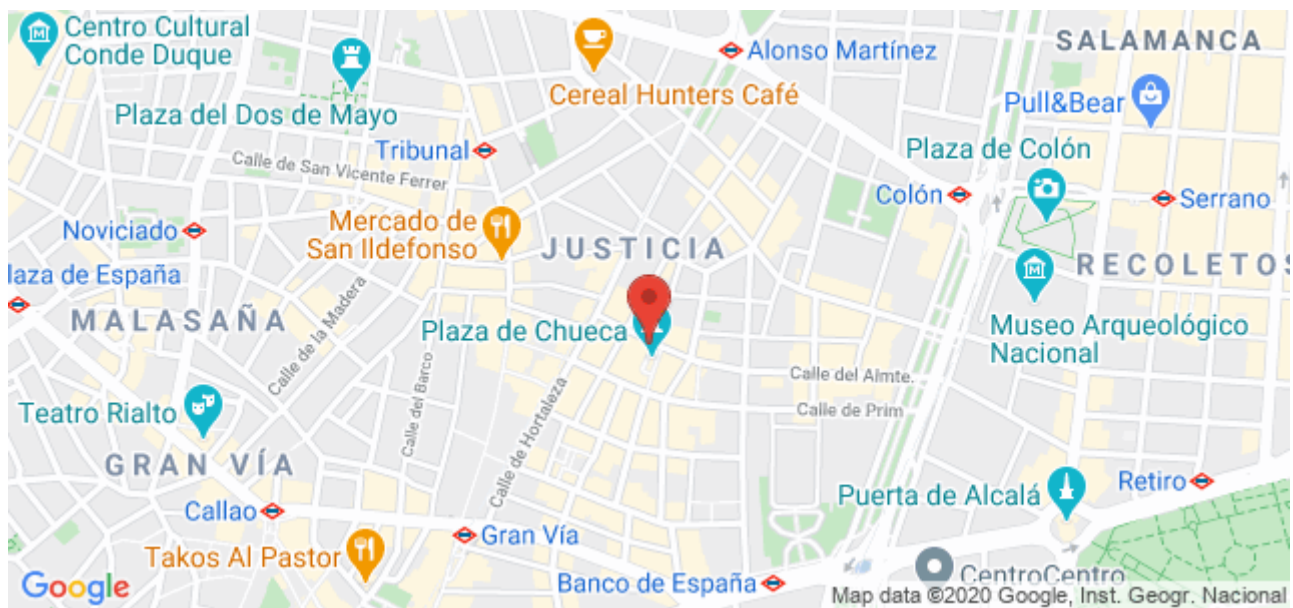 Centro Cultural
Conde Duque
Alonso Martínez
SALAMANCA
Cereal Hunters Café
Pull&Bear
Plaza del Dos de Mayo
Tribunal
Plaza de Colón
Calle de San Vicente Ferrer
Colón
Serrano
Mercado de
San Ildefonso
Noviciado
JUSTICIA
RECOLETOS
laza de España
MALASAÑA
Calle de la Madera
Plaza de Chueca
Museo Arqueológico
Nacional
Calle del Barco
Calle del Almte.
Teatro Rialto
Calle de Hortaleza
Calle de Prim
GRAN VÍA
Puerta de Alcalá
Retiro
Callao
Gran Vía
Takos Al Pastor
Banco de España
CentroCentro
Google
Map data ©2020 Google, Inst. Geogr. Nacional